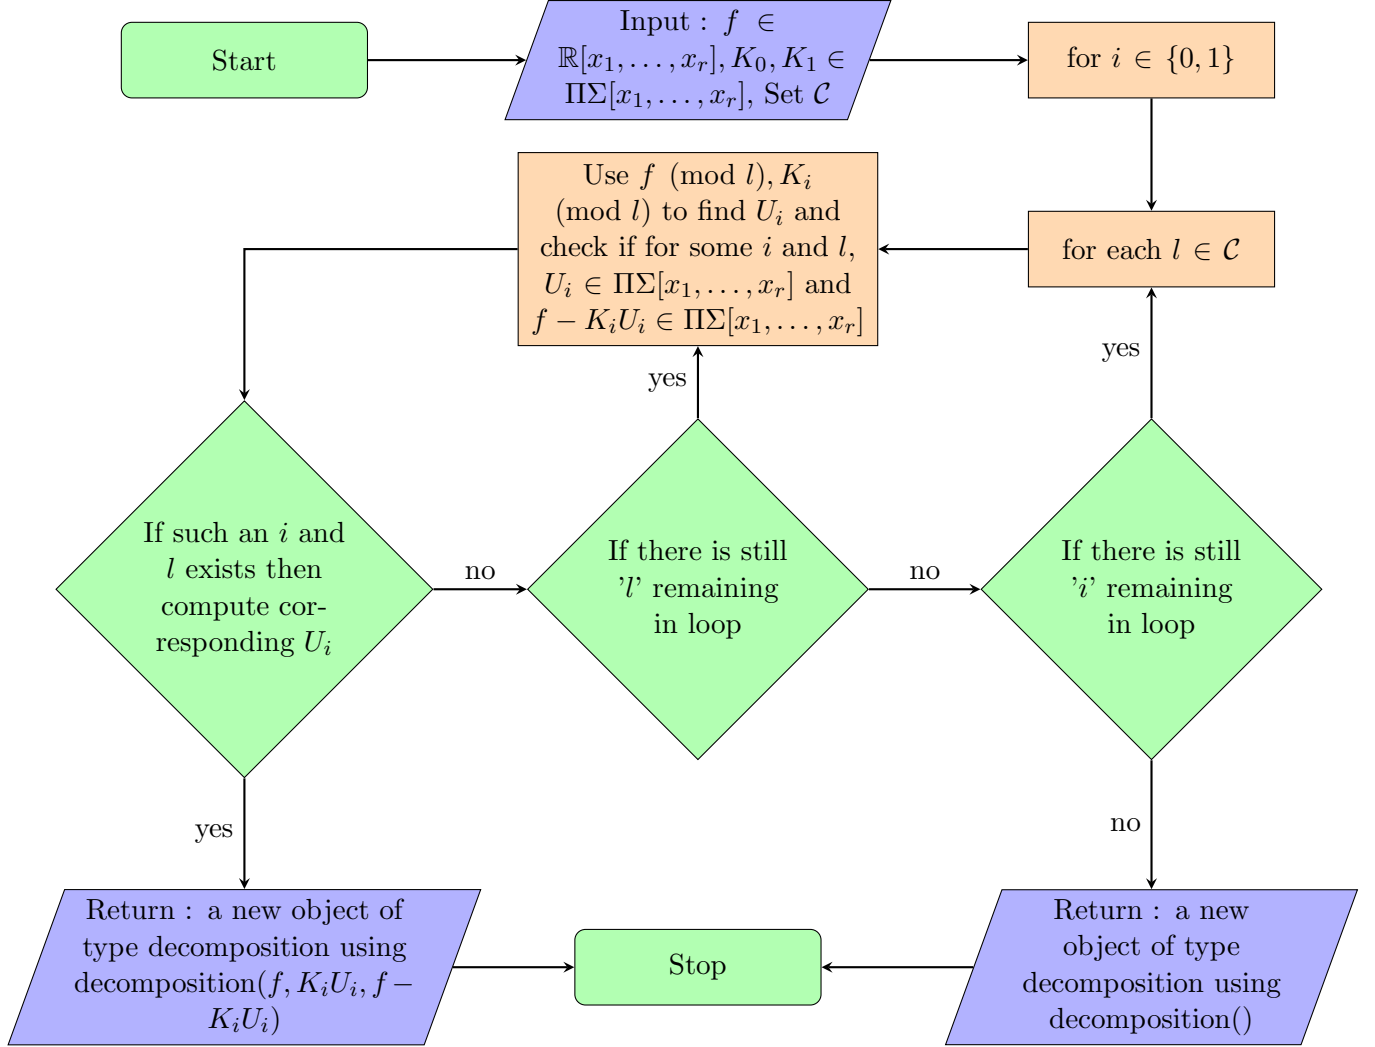 Start
Input : f ∈
ℝ[x₁, . . . , xᵣ], K₀, K₁ ∈
ΠΣ[x₁, . . . , xᵣ], Set 𝒞
for i ∈ {0, 1}
Use f (mod l), Kᵢ
(mod l) to find Uᵢ and
check if for some i and l,
Uᵢ ∈ ΠΣ[x₁, . . . , xᵣ] and
f − KᵢUᵢ ∈ ΠΣ[x₁, . . . , xᵣ]
for each l ∈ 𝒞
yes
yes
If such an i and
l exists then
compute cor-
responding Uᵢ
no
If there is still
’l’ remaining
in loop
no
If there is still
’i’ remaining
in loop
yes
no
Return : a new object of
type decomposition using
decomposition(f, KᵢUᵢ, f −
KᵢUᵢ)
Stop
Return : a new
object of type
decomposition using
decomposition()